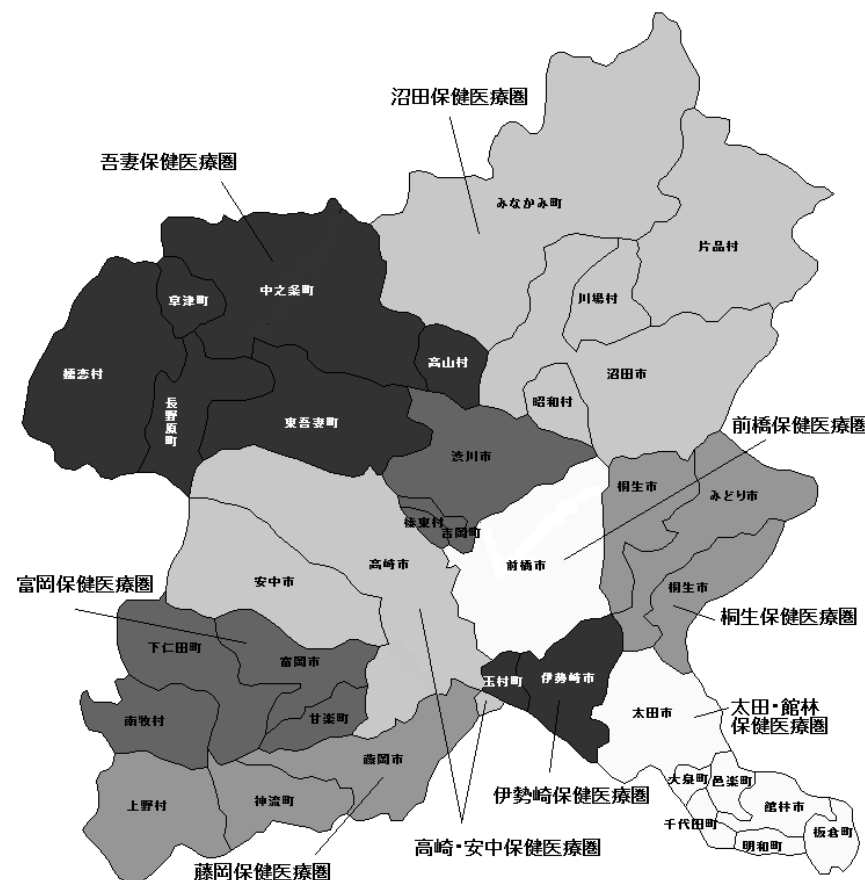 沼田保健医療圏
吾妻保健医療圏
みなかみ町
片品村
草津町
中之条町
川場村
嬬恋村
高山村
沼田市
昭和村
長野原町
東吾妻町
前橋保健医療圏
渋川市
桐生市
みどり市
榛東村
吉岡町
高崎市
前橋市
安中市
富岡保健医療圏
桐生市
桐生保健医療圏
下仁田町
富岡市
玉村町
伊勢崎市
太田市
太田・館林
保健医療圏
南牧村
甘楽町
藤岡市
大泉町
邑楽町
伊勢崎保健医療圏
上野村
神流町
館林市
千代田町
板倉町
明和町
高崎・安中保健医療圏
藤岡保健医療圏